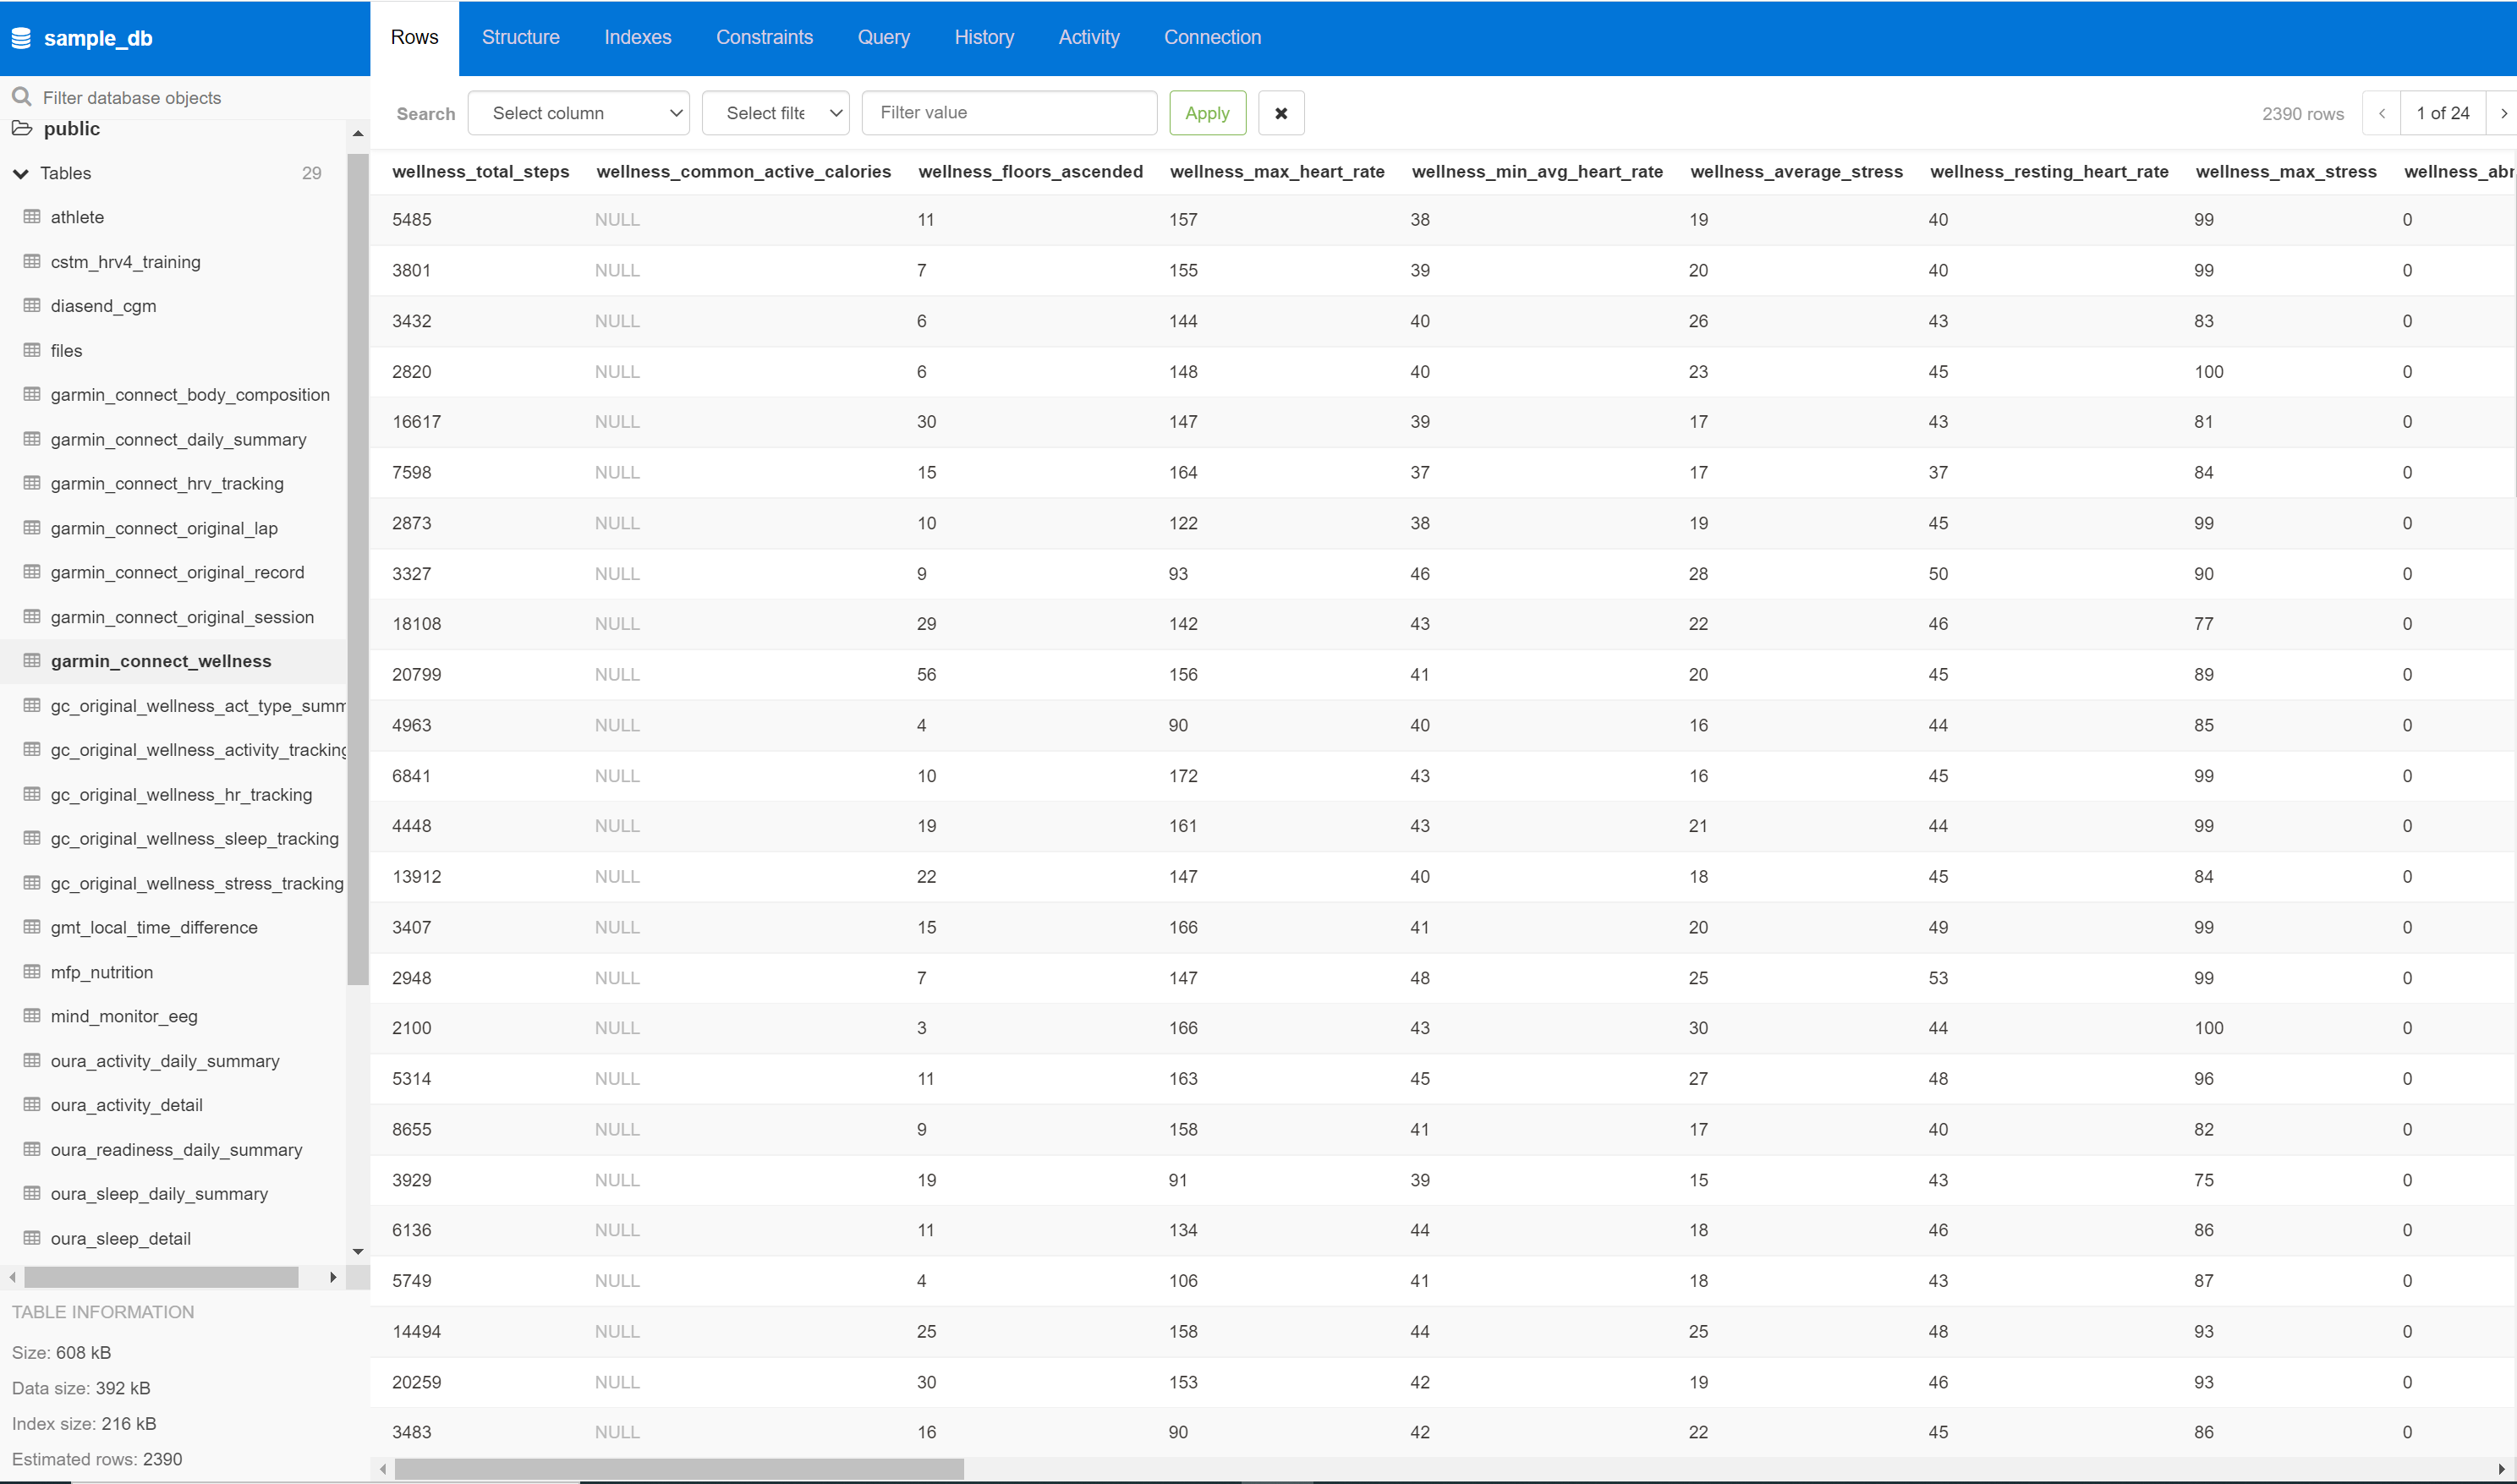 sample_db
Rows Structure Indexes Constraints Query History Activity Connection
Filter database objects
Search Select column Select filte Filter value Apply 2390 rows 1 of 24
public
Tables 29
athlete
cstm_hrv4_training
diasend_cgm
files
garmin_connect_body_composition
garmin_connect_daily_summary
garmin_connect_hrv_tracking
garmin_connect_original_lap
garmin_connect_original_record
garmin_connect_original_session
garmin_connect_wellness
gc_original_wellness_act_type_summ
gc_original_wellness_activity_tracking
gc_original_wellness_hr_tracking
gc_original_wellness_sleep_tracking
gc_original_wellness_stress_tracking
gmt_local_time_difference
mfp_nutrition
mind_monitor_eeg
oura_activity_daily_summary
oura_activity_detail
oura_readiness_daily_summary
oura_sleep_daily_summary
oura_sleep_detail
TABLE INFORMATION
Size: 608 kB
Data size: 392 kB
Index size: 216 kB
Estimated rows: 2390
wellness_total_steps wellness_common_active_calories wellness_floors_ascended wellness_max_heart_rate wellness_min_avg_heart_rate wellness_average_stress wellness_resting_heart_rate wellness_max_stress wellness_abr
5485 NULL 11 157 38 19 40 99 0
3801 NULL 7 155 39 20 40 99 0
3432 NULL 6 144 40 26 43 83 0
2820 NULL 6 148 40 23 45 100 0
16617 NULL 30 147 39 17 43 81 0
7598 NULL 15 164 37 17 37 84 0
2873 NULL 10 122 38 19 45 99 0
3327 NULL 9 93 46 28 50 90 0
18108 NULL 29 142 43 22 46 77 0
20799 NULL 56 156 41 20 45 89 0
4963 NULL 4 90 40 16 44 85 0
6841 NULL 10 172 43 16 45 99 0
4448 NULL 19 161 43 21 44 99 0
13912 NULL 22 147 40 18 45 84 0
3407 NULL 15 166 41 20 49 99 0
2948 NULL 7 147 48 25 53 99 0
2100 NULL 3 166 43 30 44 100 0
5314 NULL 11 163 45 27 48 96 0
8655 NULL 9 158 41 17 40 82 0
3929 NULL 19 91 39 15 43 75 0
6136 NULL 11 134 44 18 46 86 0
5749 NULL 4 106 41 18 43 87 0
14494 NULL 25 158 44 25 48 93 0
20259 NULL 30 153 42 19 46 93 0
3483 NULL 16 90 42 22 45 86 0